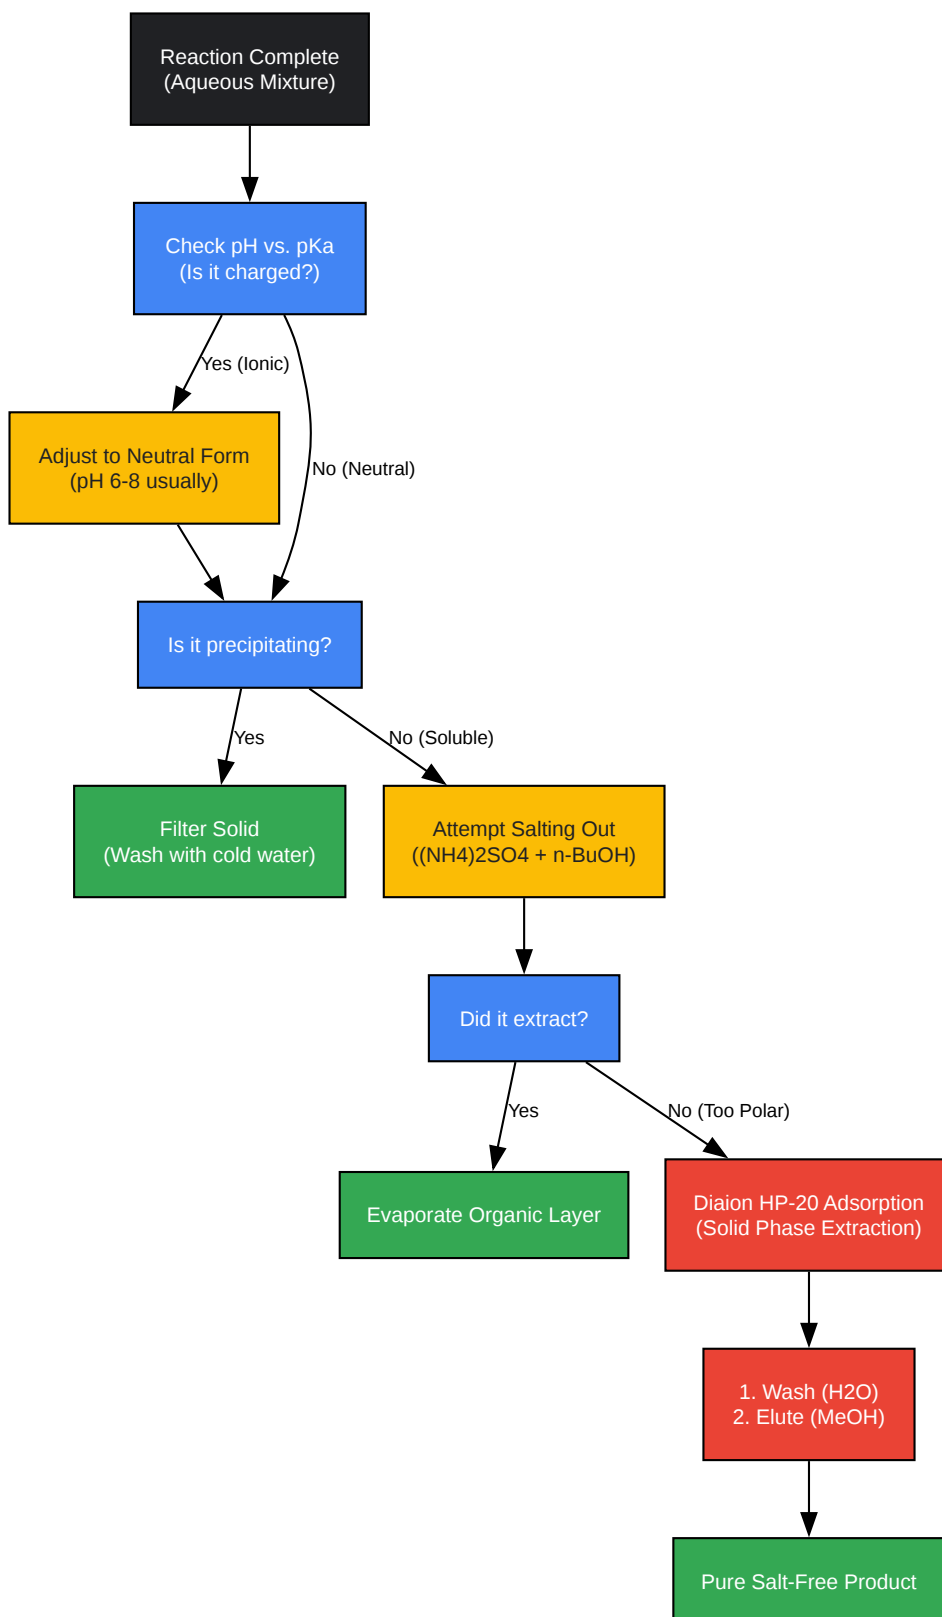 Reaction Complete
(Aqueous Mixture)
Check pH vs. pKa
(Is it charged?)
Yes (Ionic)
Adjust to Neutral Form
(pH 6-8 usually)
No (Neutral)
Is it precipitating?
Yes
No (Soluble)
Filter Solid
(Wash with cold water)
Attempt Salting Out
((NH4)2SO4 + n-BuOH)
Did it extract?
Yes
No (Too Polar)
Evaporate Organic Layer
Diaion HP-20 Adsorption
(Solid Phase Extraction)
1. Wash (H2O)
2. Elute (MeOH)
Pure Salt-Free Product